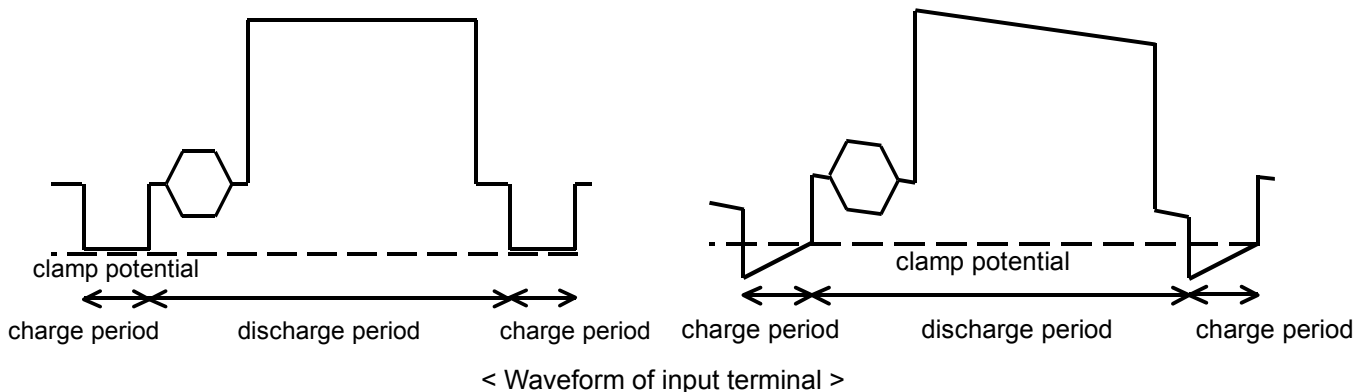 clamp potential
charge period
discharge period
charge period
clamp potential
charge period
discharge period
charge period
< Waveform of input terminal >